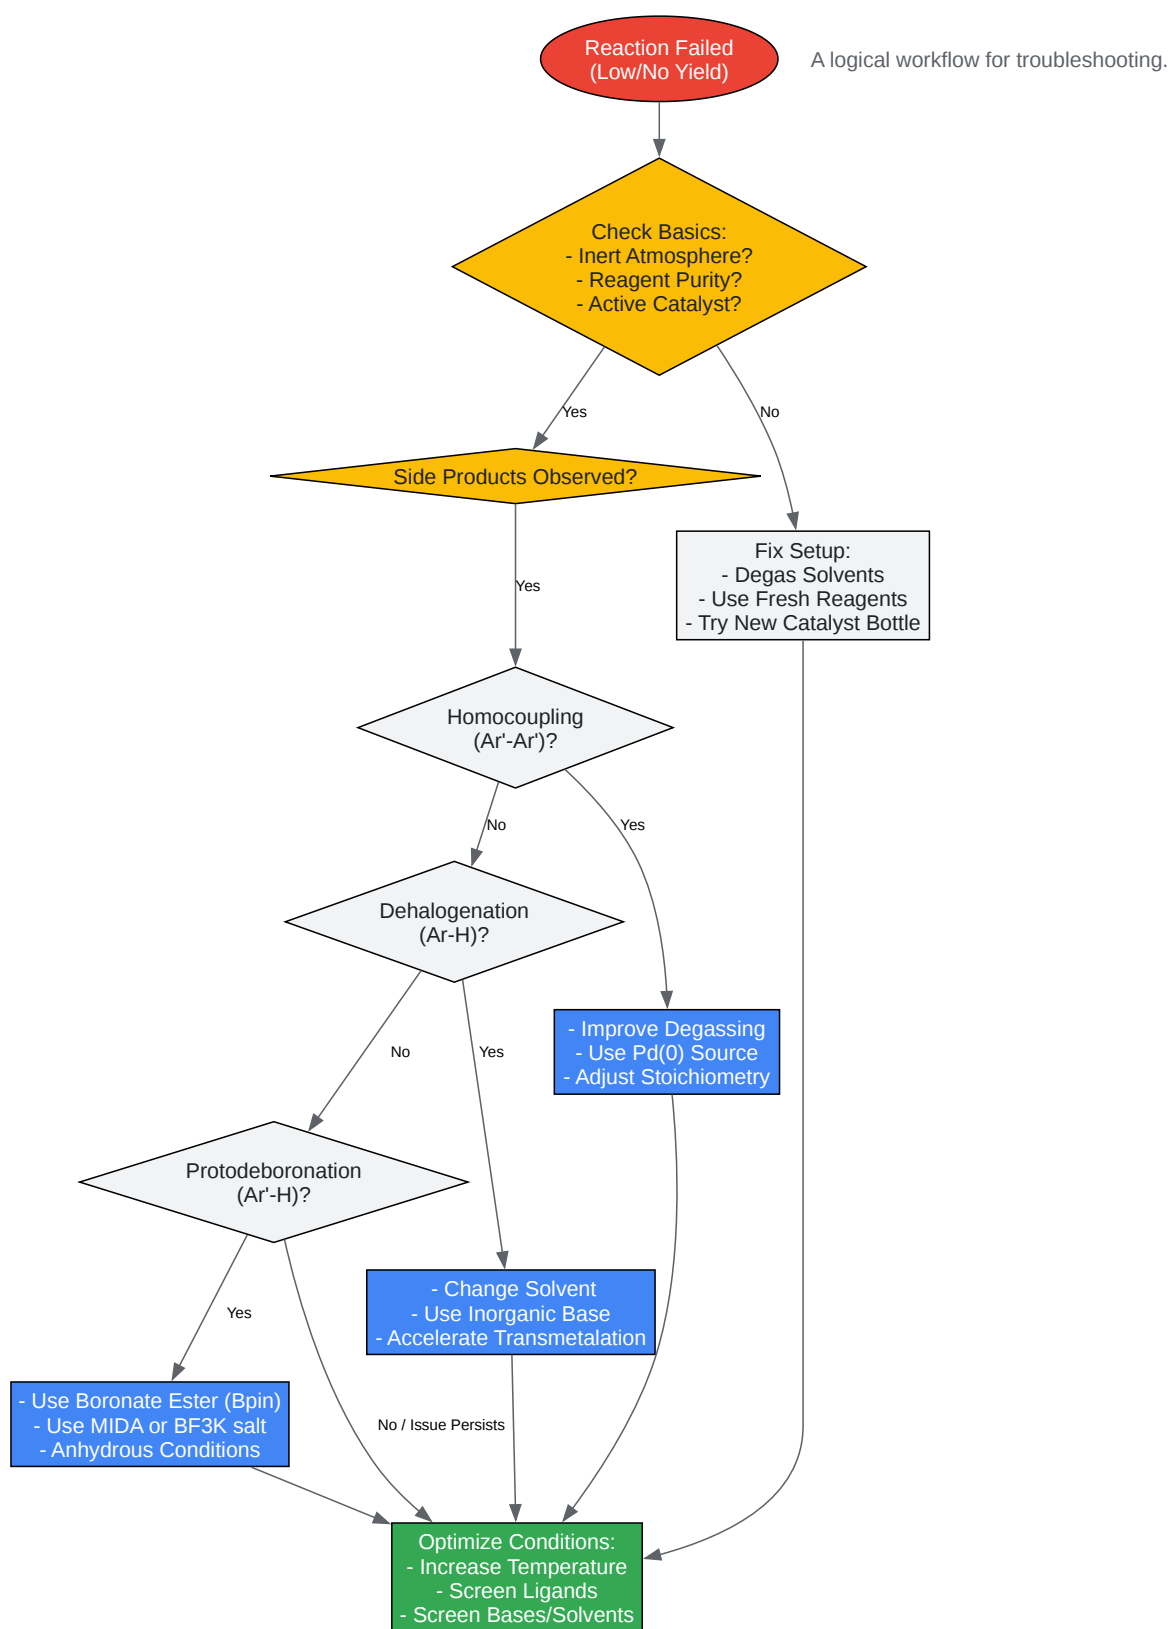 Reaction Failed
(Low/No Yield)
A logical workflow for troubleshooting.
Check Basics:
- Inert Atmosphere?
- Reagent Purity?
- Active Catalyst?
Yes
No
Side Products Observed?
Fix Setup:
- Degas Solvents
- Use Fresh Reagents
- Try New Catalyst Bottle
Yes
Homocoupling
(Ar'-Ar')?
No
Yes
Dehalogenation
(Ar-H)?
- Improve Degassing
- Use Pd(0) Source
- Adjust Stoichiometry
No
Yes
Protodeboronation
(Ar'-H)?
- Change Solvent
- Use Inorganic Base
- Accelerate Transmetalation
Yes
- Use Boronate Ester (Bpin)
- Use MIDA or BF3K salt
- Anhydrous Conditions
No / Issue Persists
Optimize Conditions:
- Increase Temperature
- Screen Ligands
- Screen Bases/Solvents